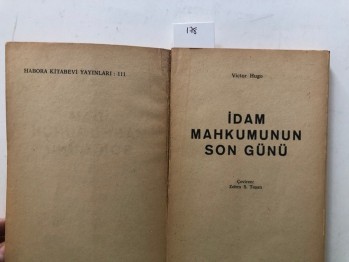 178
HABORA KİTABEVİ YAYINLARI : 111
Victor Hugo
İDAM
MAHKUMUNUN
SON GÜNÜ
Çeviren: